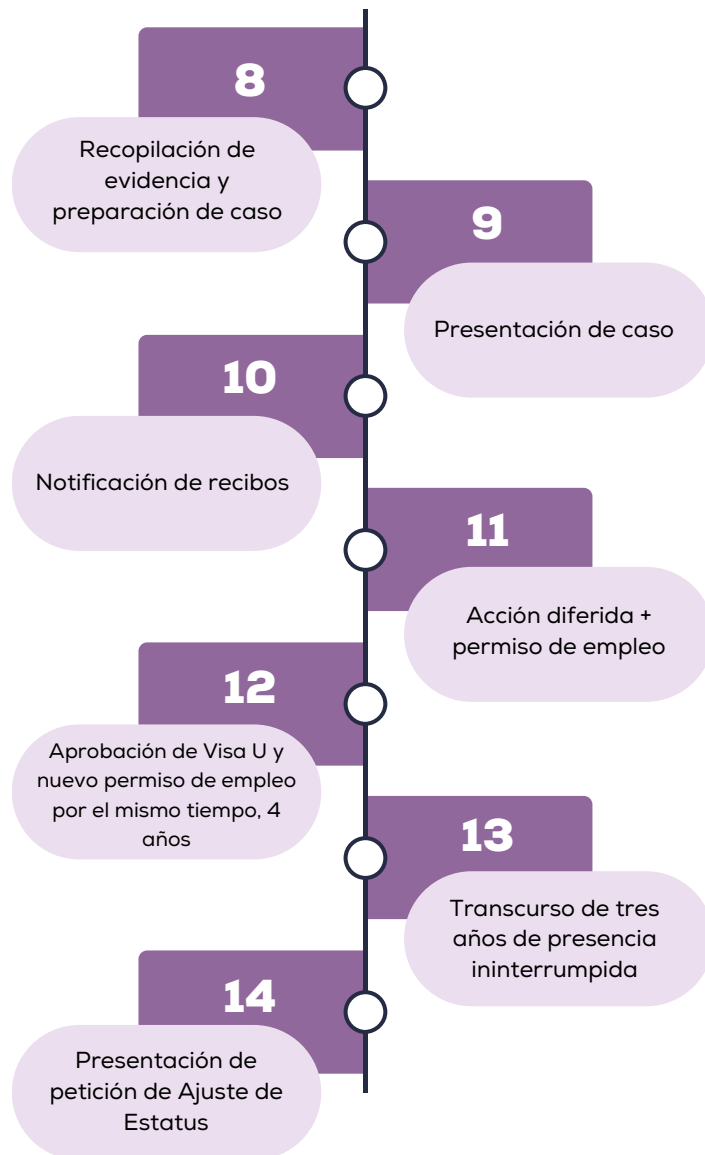 8
Recopilación de
evidencia y
preparación de caso
9
Presentación de caso
10
Notificación de recibos
11
Acción diferida +
permiso de empleo
12
Aprobación de Visa U y
nuevo permiso de empleo
por el mismo tiempo, 4
años
13
Transcurso de tres
años de presencia
ininterrumpida
14
Presentación de
petición de Ajuste de
Estatus